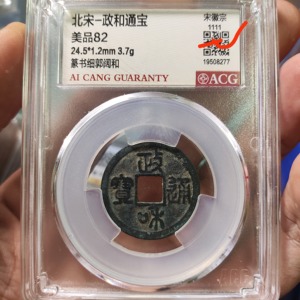 北宋-政和通宝
美品82
24.5*1.2mm 3.7g
篆书细郭阔和
AI CANG GUARANTY
宋徽宗
1111
19508277
ACG
政和通寳